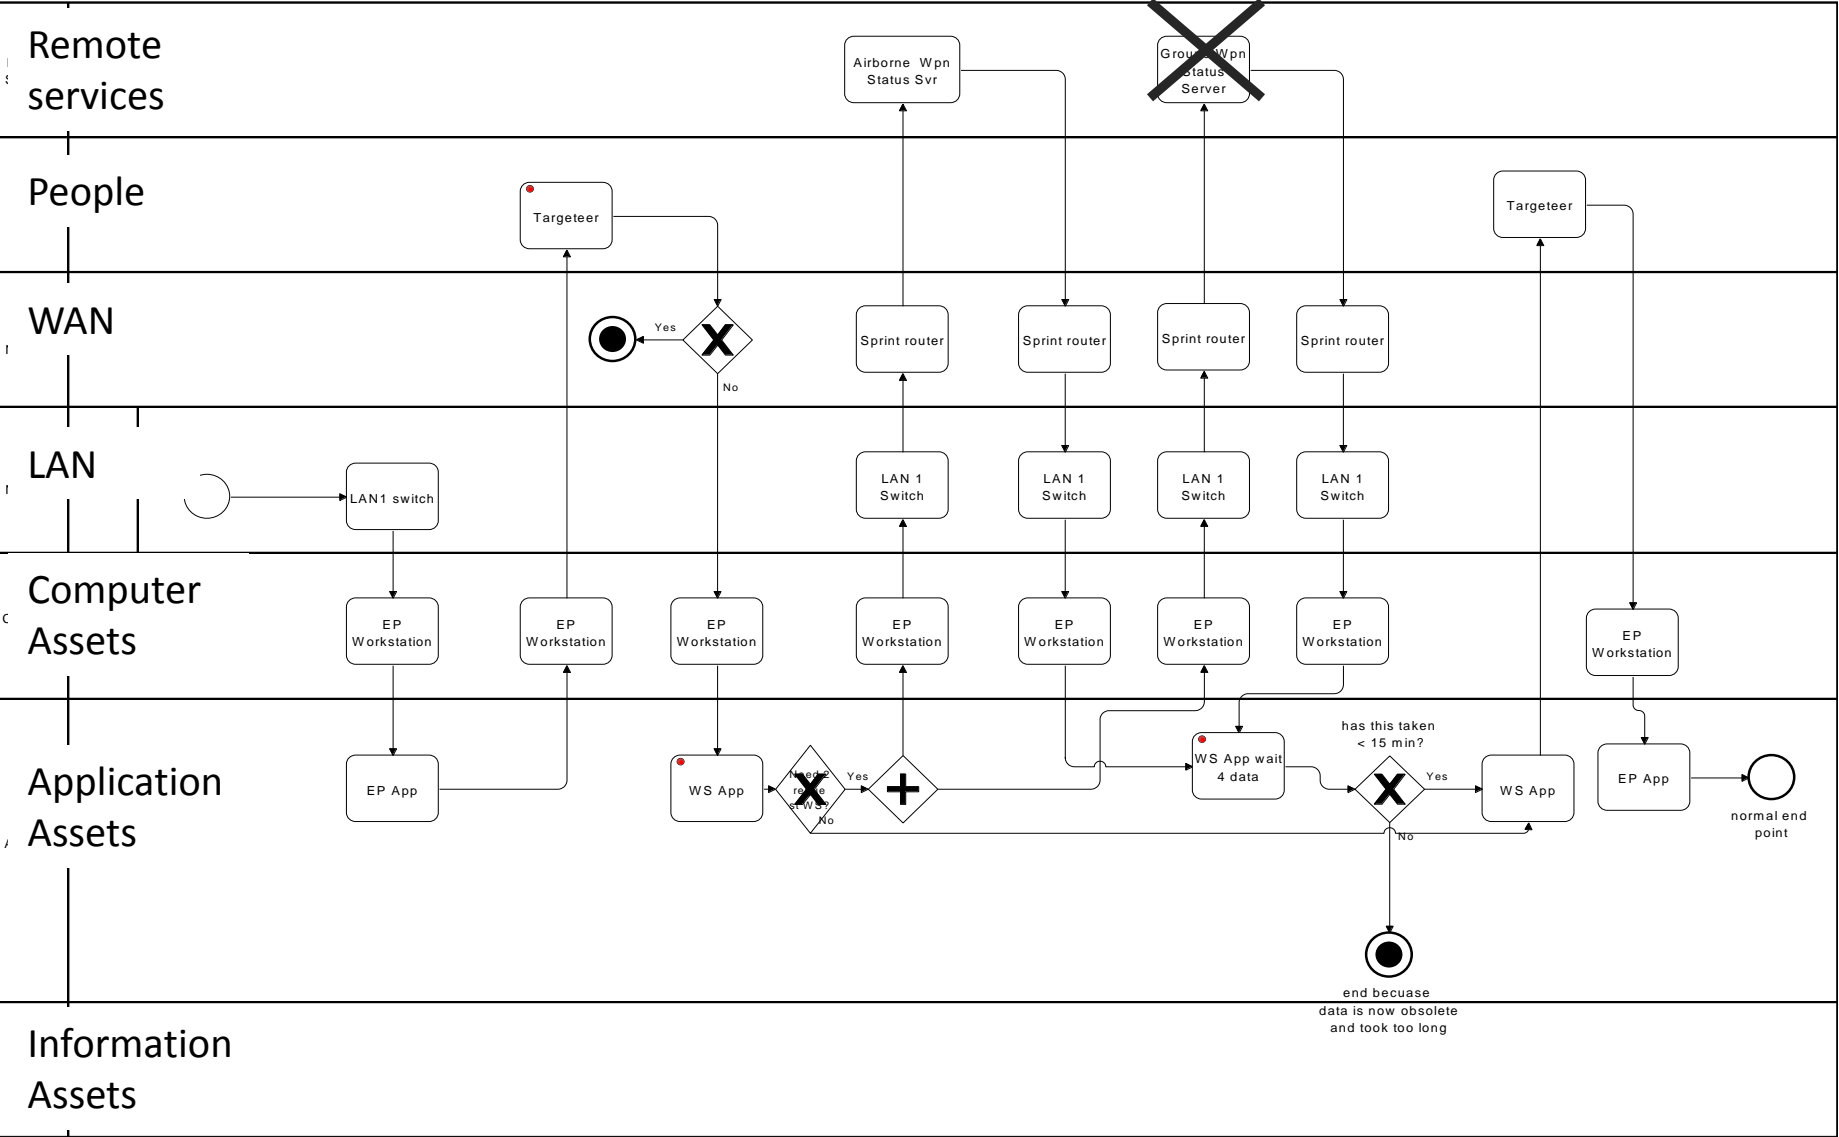 Remote
services
Airborne Wpn
Status Svr
Wpn
Status
Server
People
Targeteer
Targeteer
WAN
Yes
No
Sprint router
Sprint router
Sprint router
Sprint router
LAN
LAN1 switch
LAN 1
Switch
LAN 1
Switch
LAN 1
Switch
LAN 1
Switch
Computer
Assets
EP
Workstation
EP
Workstation
EP
Workstation
EP
Workstation
EP
Workstation
EP
Workstation
EP
Workstation
EP
Workstation
Application
Assets
EP App
WS App
Yes
No
WS App wait
4 data
has this taken
< 15 min?
Yes
No
WS App
EP App
normal end
point
end becuase
data is now obsolete
and took too long
Information
Assets